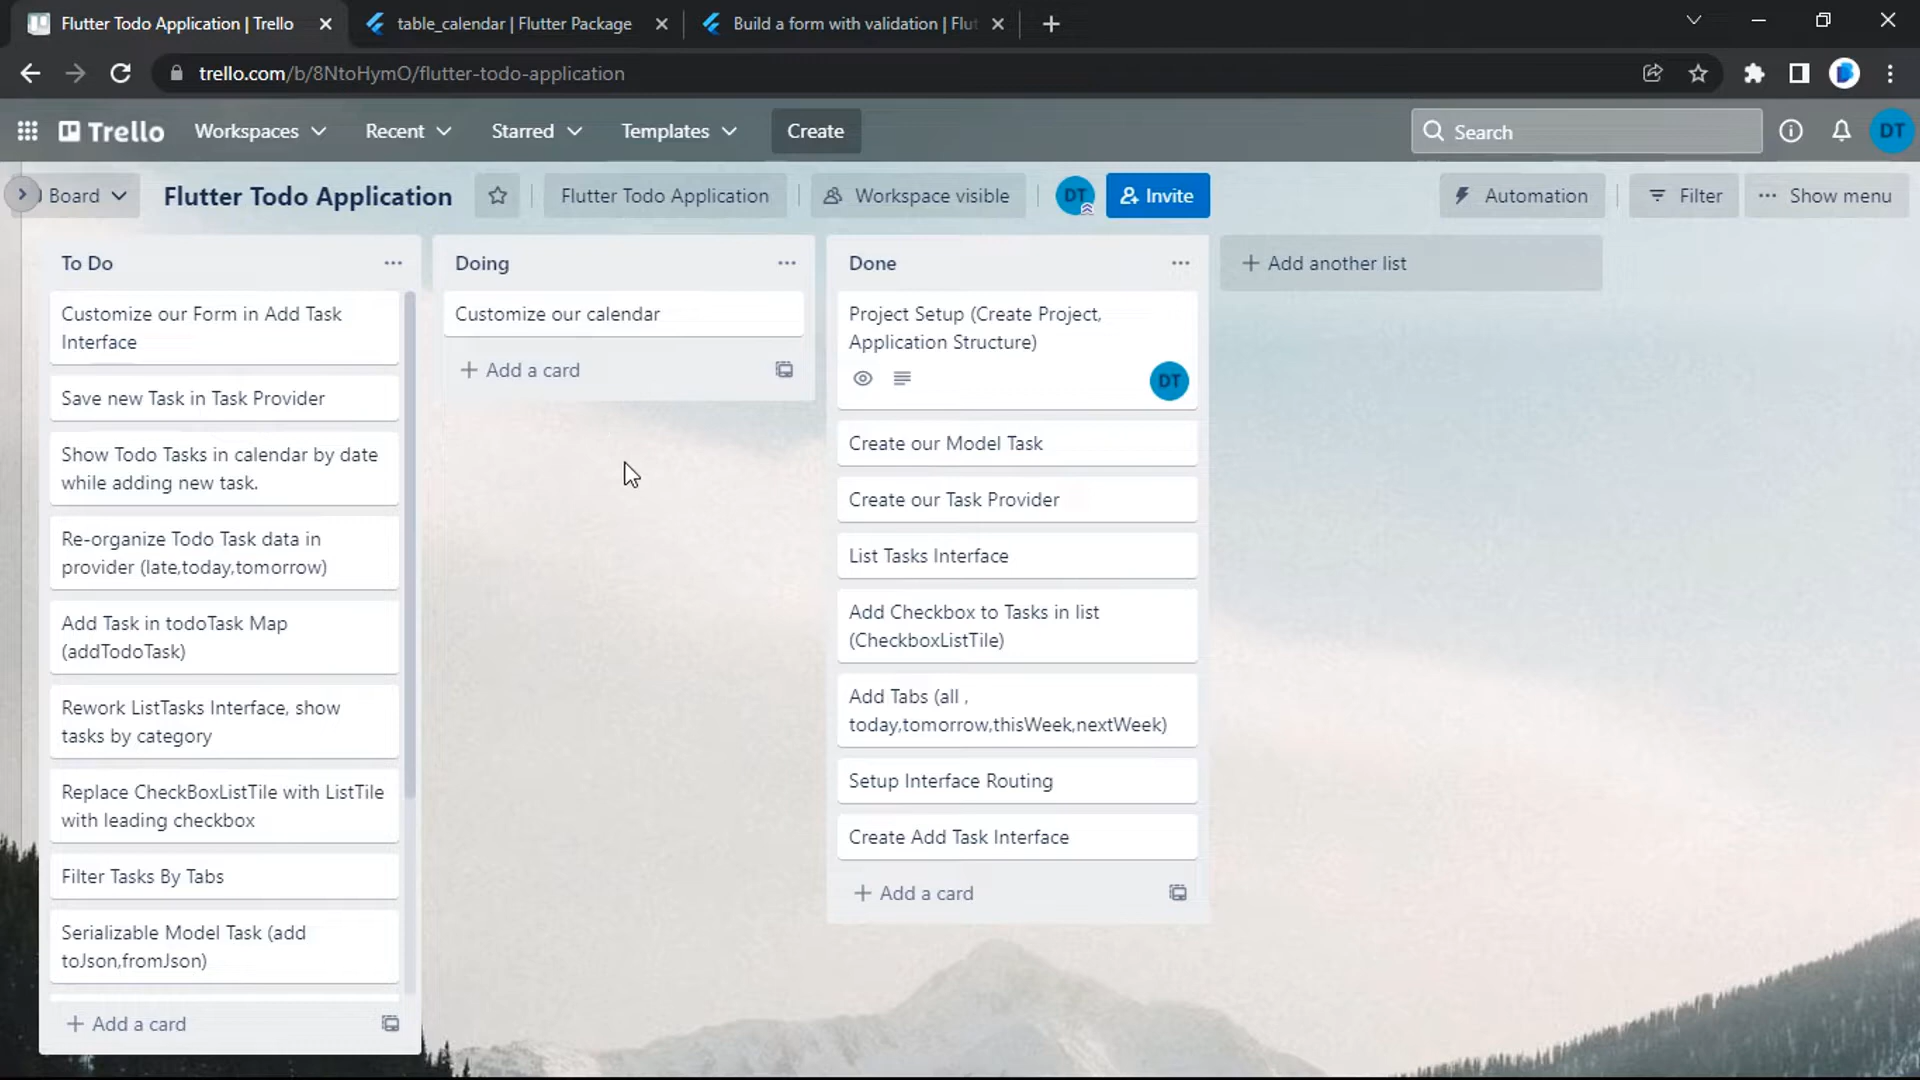 Flutter Todo Application | Trello
table_calendar | Flutter Package
Build a form with validation | Flut
trello.com/b/8NtoHymO/flutter-todo-application
Trello
Workspaces
Recent
Starred
Templates
Create
Search
DT
Board
Flutter Todo Application
Flutter Todo Application
Workspace visible
DT
Invite
Automation
Filter
Show menu
To Do
Customize our Form in Add Task
Interface
Save new Task in Task Provider
Show Todo Tasks in calendar by date
while adding new task.
Re-organize Todo Task data in
provider (late,today,tomorrow)
Add Task in todoTask Map
(addTodoTask)
Rework ListTasks Interface, show
tasks by category
Replace CheckBoxListTile with ListTile
with leading checkbox
Filter Tasks By Tabs
Serializable Model Task (add
toJson,fromJson)
Add a card
Doing
Customize our calendar
Add a card
Done
Project Setup (Create Project,
Application Structure)
DT
Create our Model Task
Create our Task Provider
List Tasks Interface
Add Checkbox to Tasks in list
(CheckboxListTile)
Add Tabs (all ,
today,tomorrow,thisWeek,nextWeek)
Setup Interface Routing
Create Add Task Interface
Add a card
Add another list